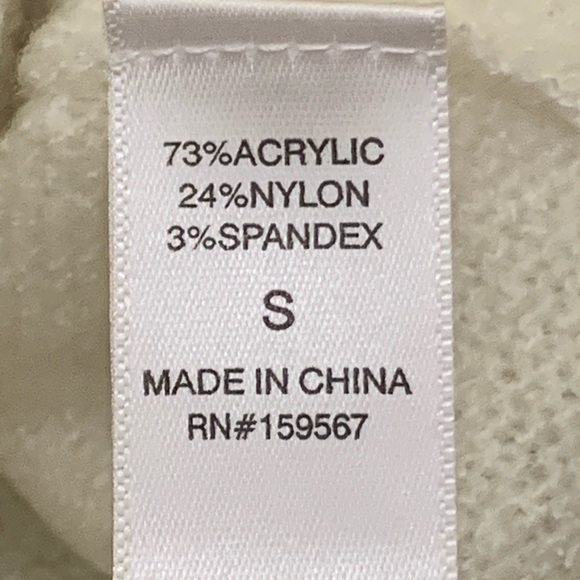 73%ACRYLIC
24%NYLON
3%SPANDEX
S
MADE IN CHINA
RN#159567